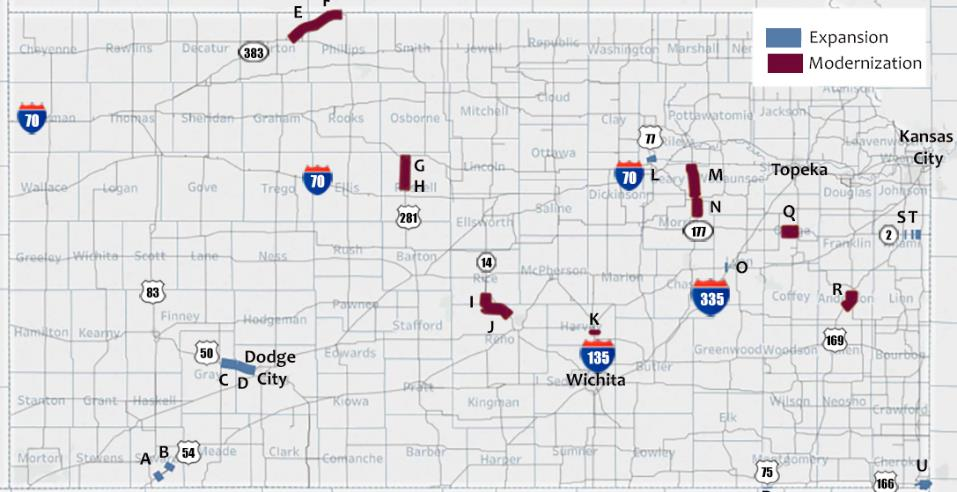 E F
Expansion
Modernization
Cheyenne Rawlins Decatur Phillips Smith Jewell Republic Washington Marshall
383
Cloud
70
Thomas Sheridan Graham Rooks Osborne Mitchell Clay Pottawatomie Jackson
77
Kansas
City
Ottawa
Lincoln
Wallace Logan Gove Trego 70 Ellis G
H
70 L M
Topeka
Dickinson
Douglas Johnson
Saline
N
281
Ellsworth
177
Q
Franklin
2 S T
Greeley Wichita Scott Lane Ness Rush Barton
14
Rice
McPherson Marion
O
83
Finney
Pawnee
I
J
Reno
335
Coffey
R
Linn
Hamilton Kearny Hodgeman Stafford
K
169
50
Dodge
City
Gray
C D
Edwards
135
Wichita
Butler
Greenwood Woodson
Bourbon
Stanton Grant Haskell Kiowa Pratt Kingman
Wilson Neosho
Crawford
Elk
A B 54 Meade Clark Comanche Barber Harper Sumner Cowley
Morton Stevens
75
Montgomery
166
U